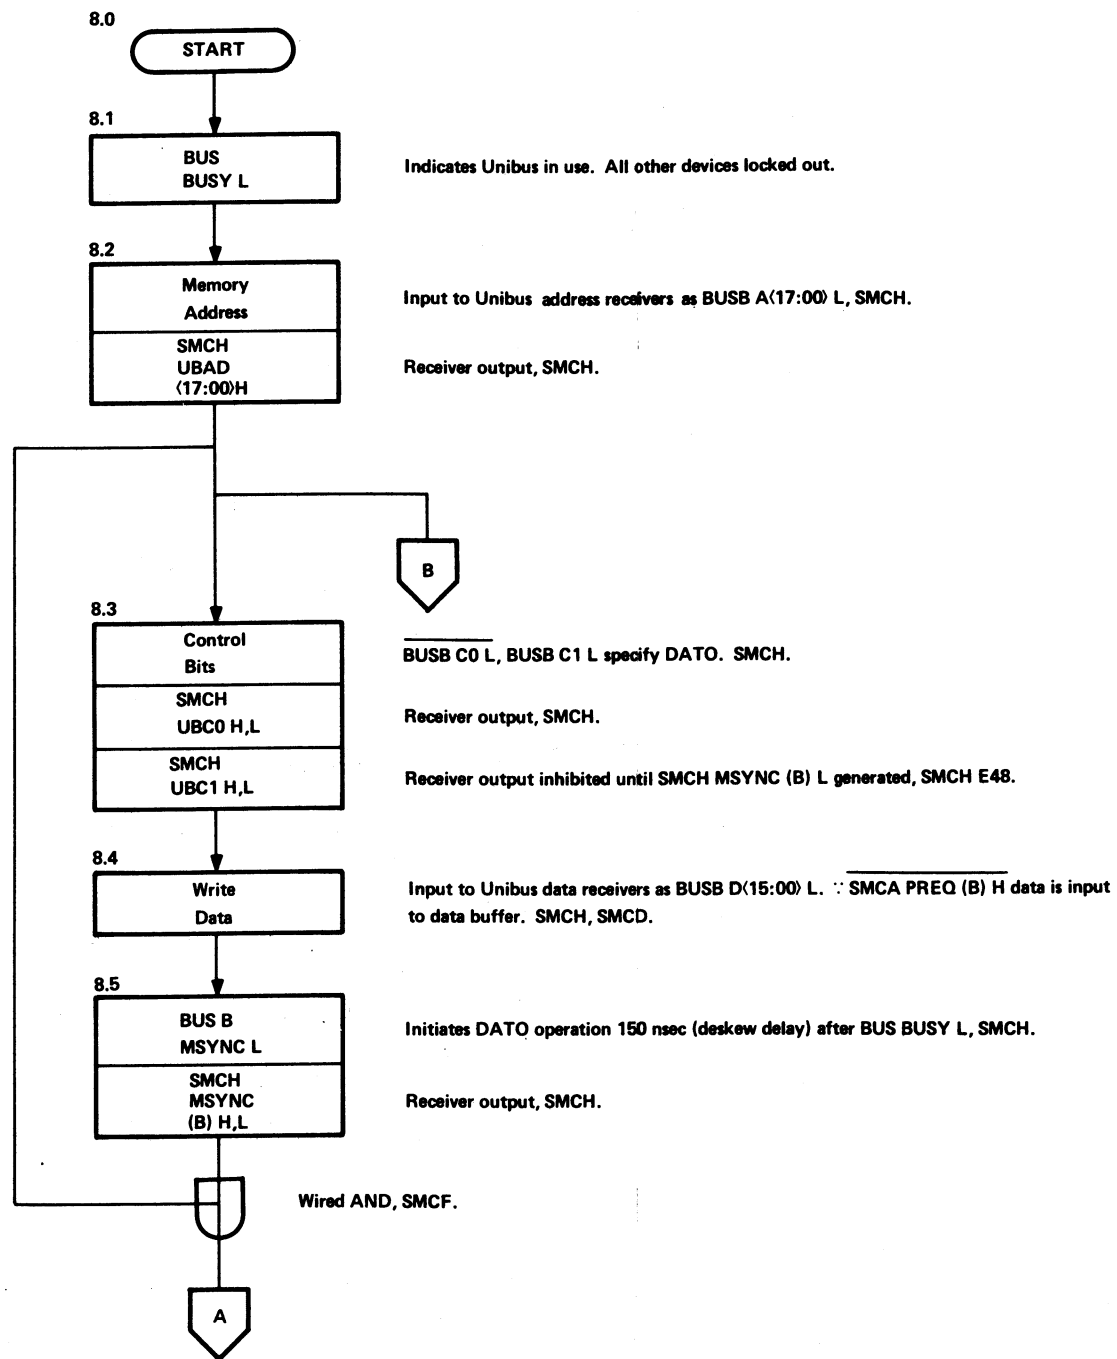 8.0
START
8.1
BUS
BUSY L
Indicates Unibus in use. All other devices locked out.
8.2
Memory
Address
Input to Unibus address receivers as BUSB A⟨17:00⟩ L, SMCH.
SMCH
UBAD
⟨17:00⟩H
Receiver output, SMCH.
B
8.3
Control
Bits
BUSB C0 L, BUSB C1 L specify DATO. SMCH.
SMCH
UBC0 H,L
Receiver output, SMCH.
SMCH
UBC1 H,L
Receiver output inhibited until SMCH MSYNC (B) L generated, SMCH E48.
8.4
Write
Data
Input to Unibus data receivers as BUSB D⟨15:00⟩ L. ∵ SMCA PREQ (B) H data is input
to data buffer. SMCH, SMCD.
8.5
BUS B
MSYNC L
Initiates DATO operation 150 nsec (deskew delay) after BUS BUSY L, SMCH.
SMCH
MSYNC
(B) H,L
Receiver output, SMCH.
Wired AND, SMCF.
A